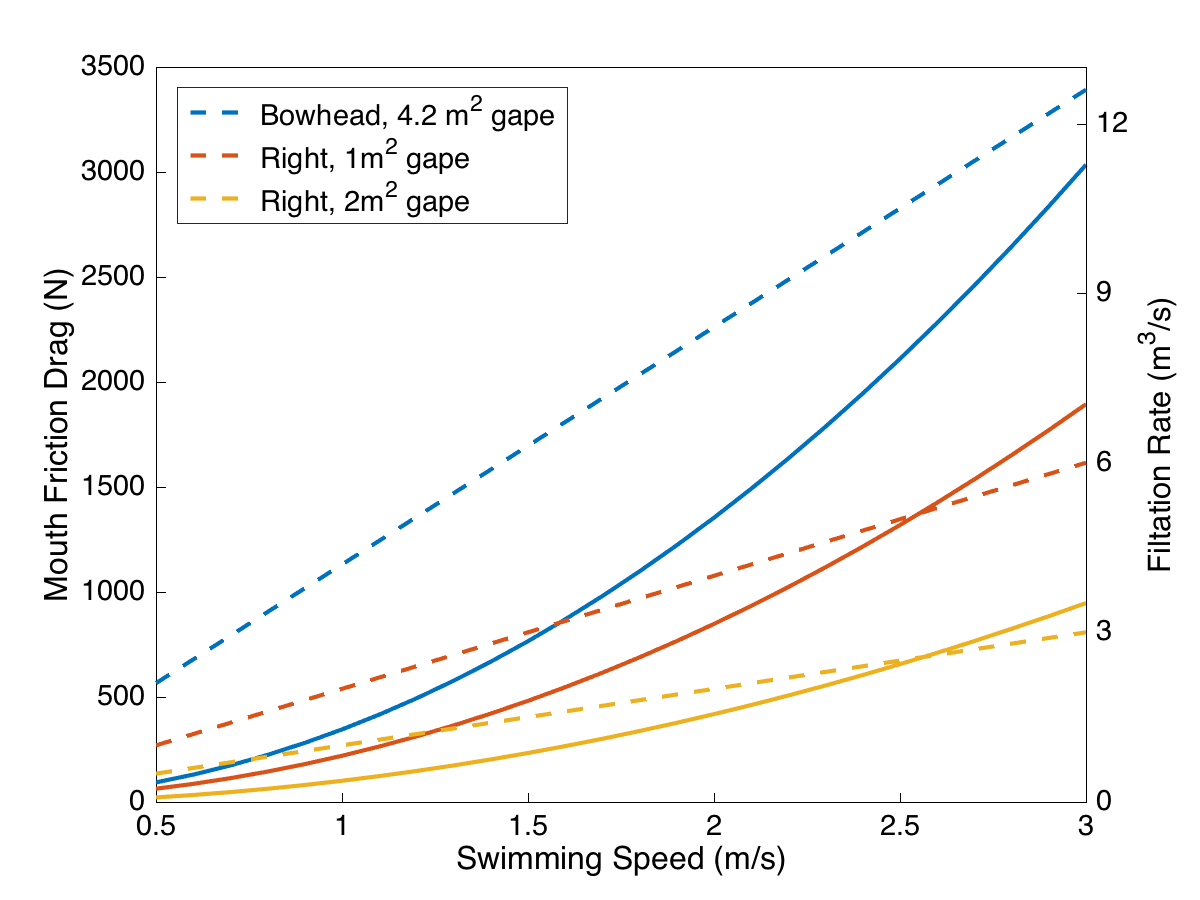 3500
3000
2500
2000
1500
1000
500
0
Mouth Friction Drag (N)
Bowhead, 4.2 m² gape
Right, 1m² gape
Right, 2m² gape
12
9
6
3
0
Filtation Rate (m³/s)
0.5 1 1.5 2 2.5 3
Swimming Speed (m/s)